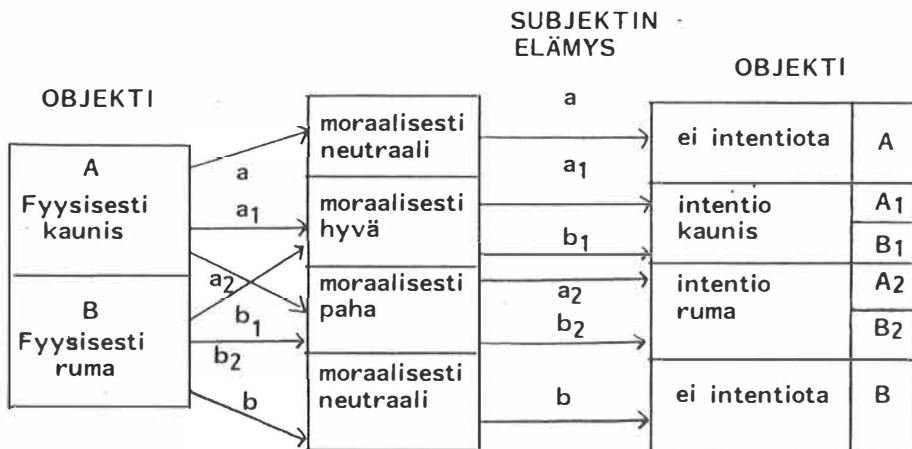 SUBJEKTIN
ELÄMYS
OBJEKTI
OBJEKTI
A
Fyysisesti
kaunis
B
Fyysisesti
ruma
a
a1
a2
b1
b2
b
moraalisesti
neutraali
moraalisesti
hyvä
moraalisesti
paha
moraalisesti
neutraali
a
a1
b1
a2
b2
b
ei intentiota
A
intentio
kaunis
A1
B1
intentio
ruma
A2
B2
ei intentiota
B